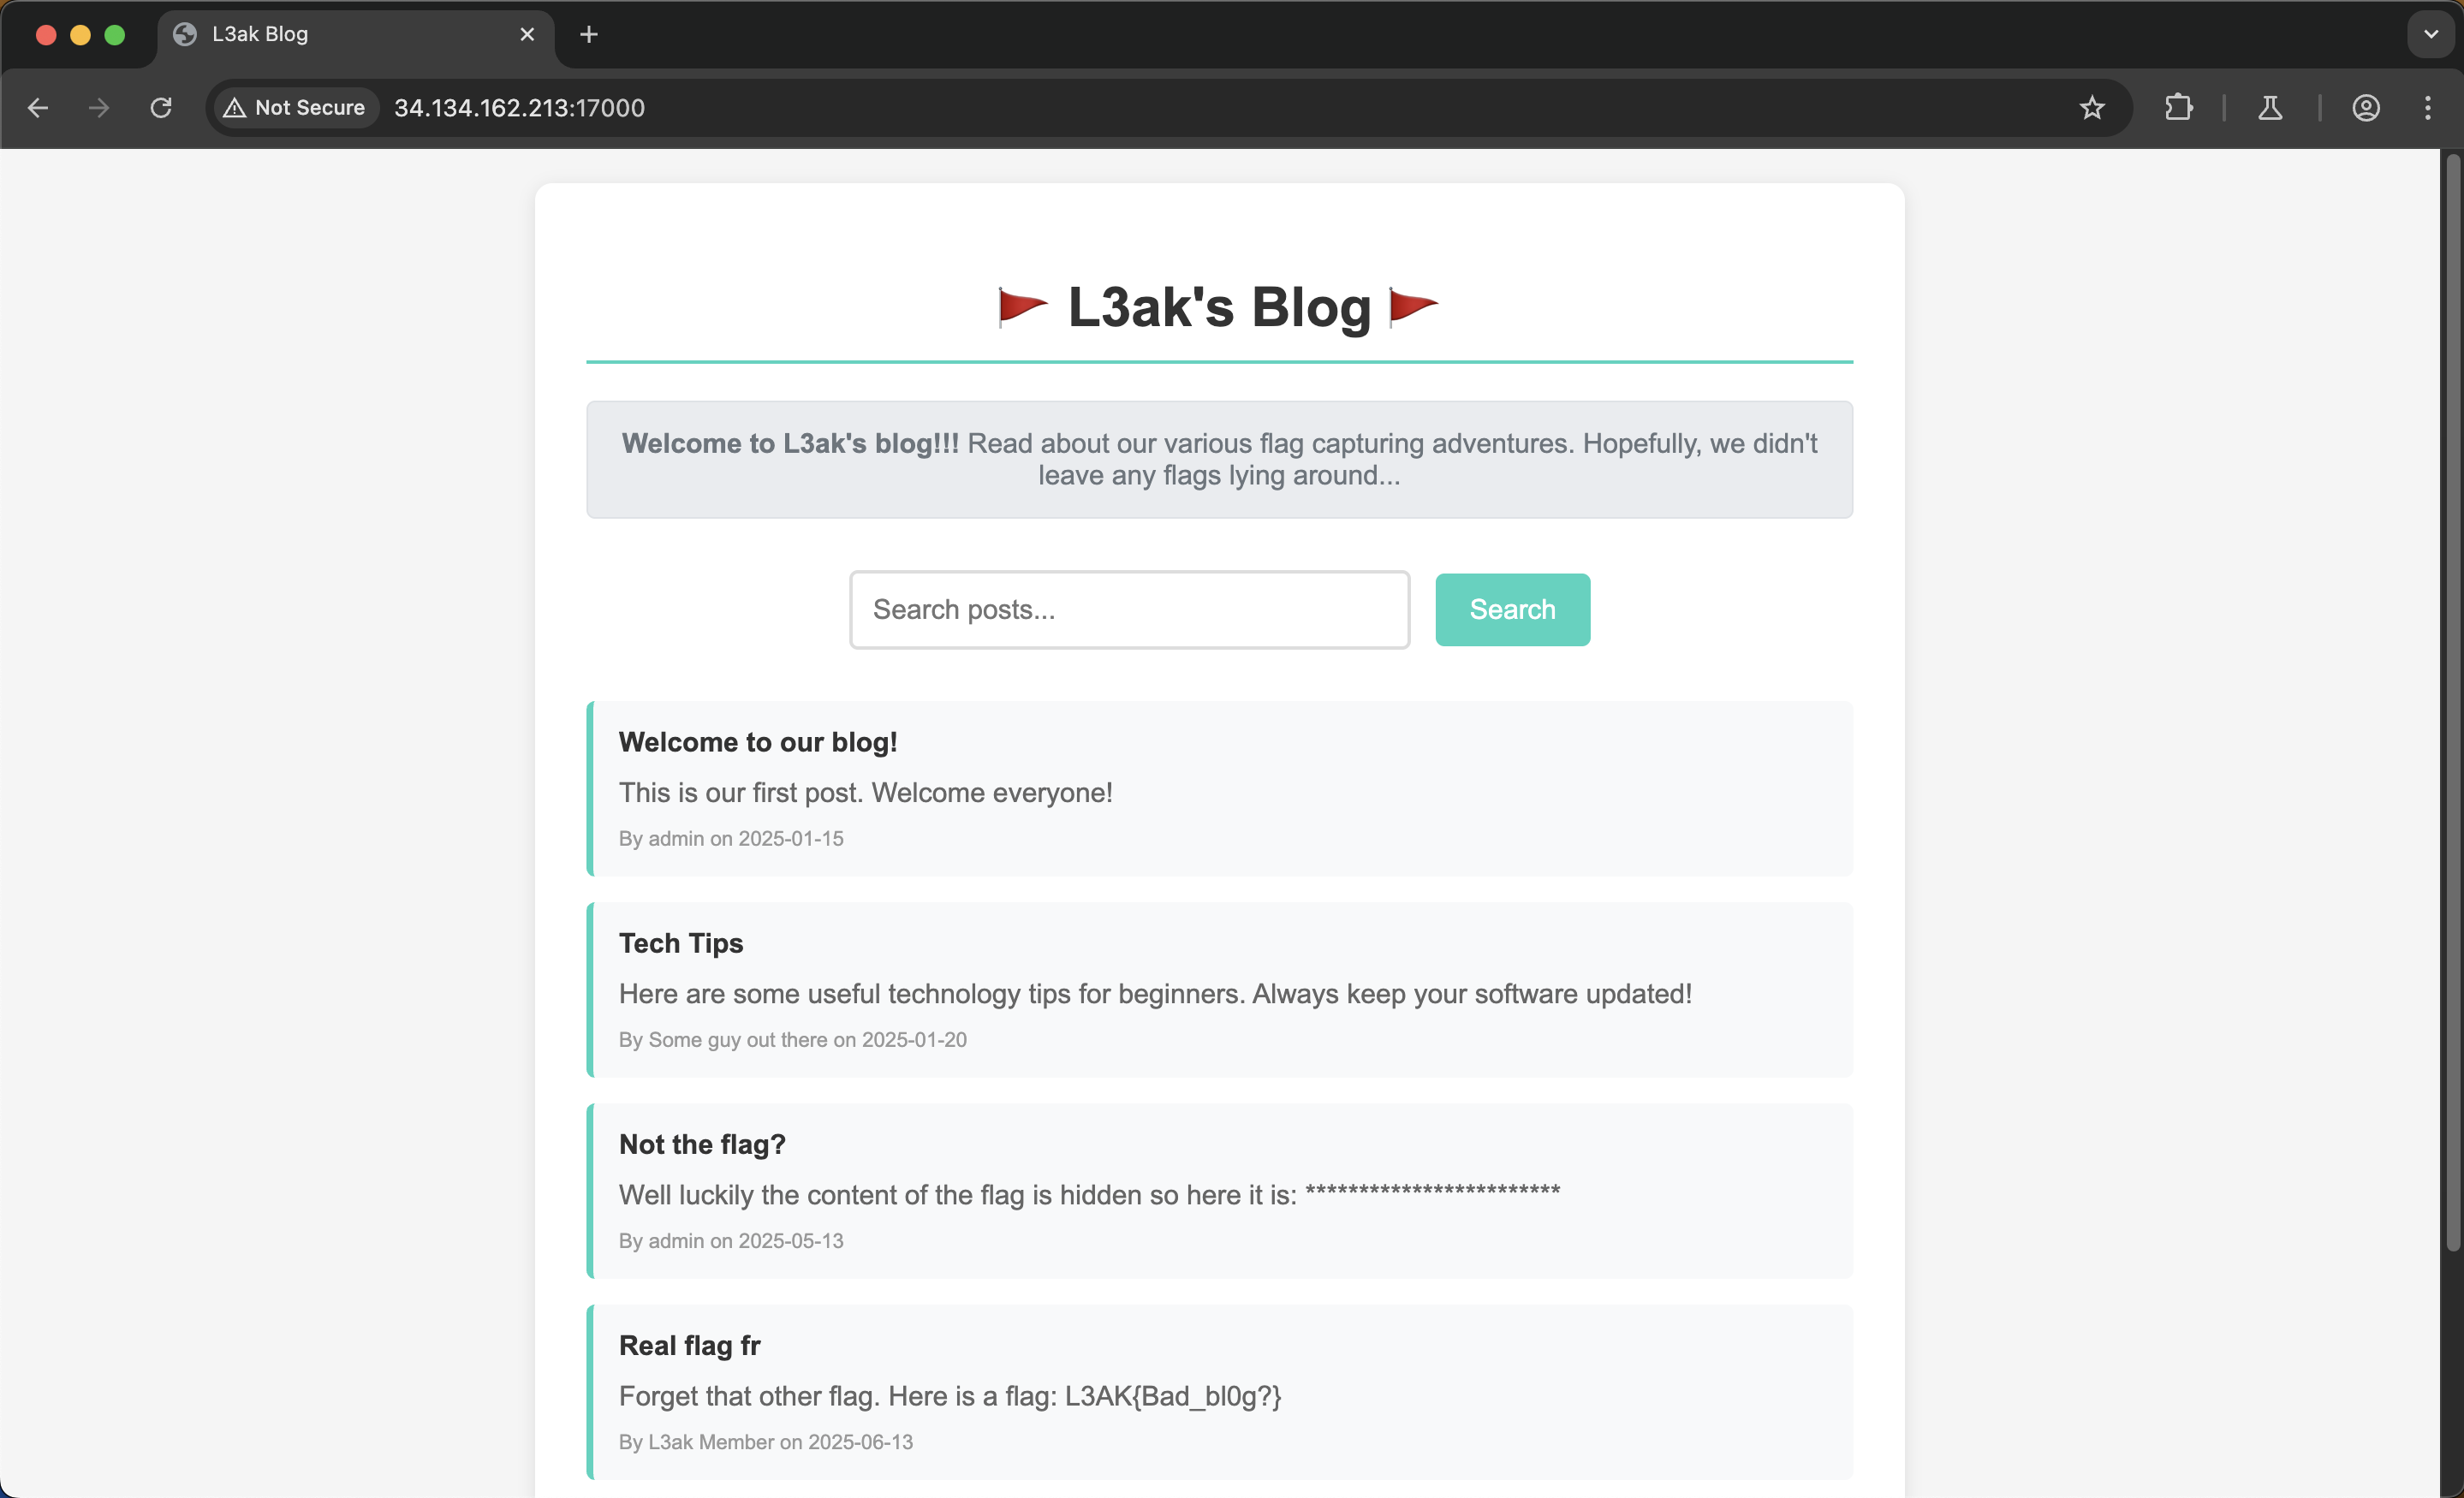 L3ak Blog
Not Secure 34.134.162.213:17000
L3ak's Blog
Welcome to L3ak's blog!!! Read about our various flag capturing adventures. Hopefully, we didn't
leave any flags lying around...
Search posts... Search
Welcome to our blog!
This is our first post. Welcome everyone!
By admin on 2025-01-15
Tech Tips
Here are some useful technology tips for beginners. Always keep your software updated!
By Some guy out there on 2025-01-20
Not the flag?
Well luckily the content of the flag is hidden so here it is: ************************
By admin on 2025-05-13
Real flag fr
Forget that other flag. Here is a flag: L3AK{Bad_bl0g?}
By L3ak Member on 2025-06-13